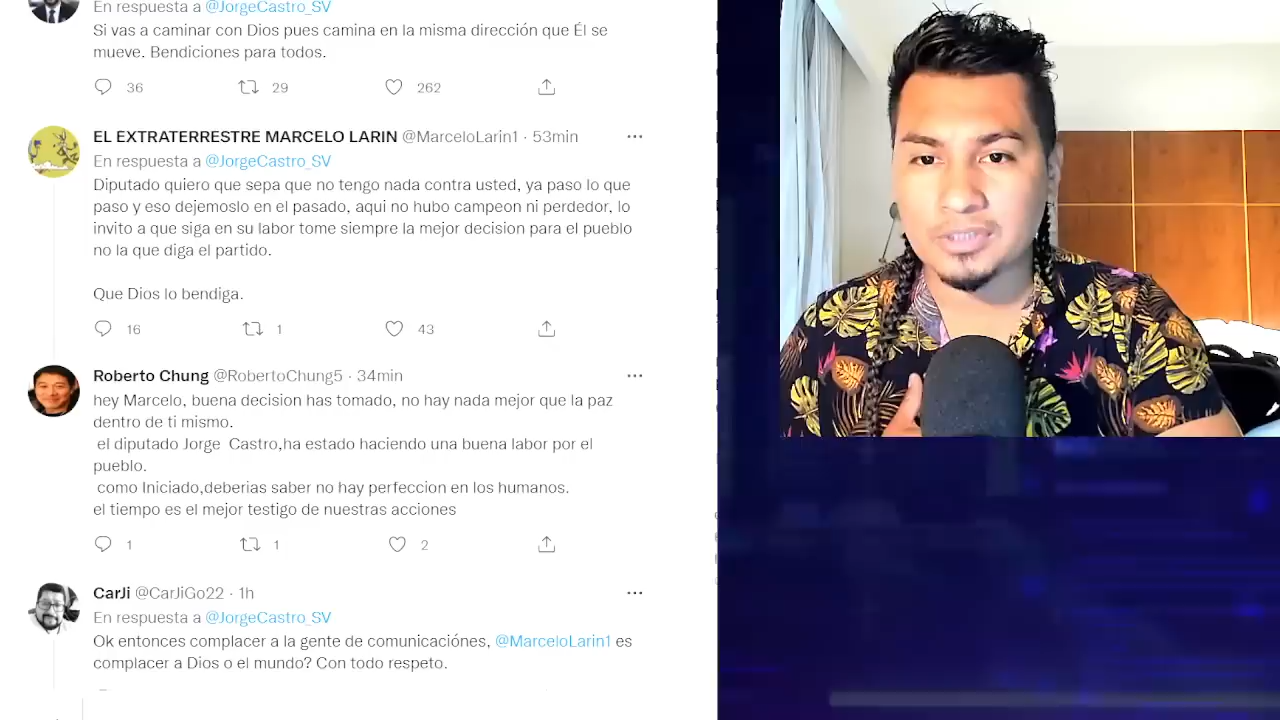 En respuesta a @JorgeCastro_SV
Si vas a caminar con Dios pues camina en la misma dirección que Él se
mueve. Bendiciones para todos.
36 29 262
EL EXTRATERRESTRE MARCELO LARIN @MarceloLarin1 · 53min
En respuesta a @JorgeCastro_SV
Diputado quiero que sepa que no tengo nada contra usted, ya paso lo que
paso y eso dejemoslo en el pasado, aqui no hubo campeon ni perdedor, lo
invito a que siga en su labor tome siempre la mejor decision para el pueblo
no la que diga el partido.
Que Dios lo bendiga.
16 1 43
Roberto Chung @RobertoChung5 · 34min
hey Marcelo, buena decision has tomado, no hay nada mejor que la paz
dentro de ti mismo.
el diputado Jorge Castro,ha estado haciendo una buena labor por el
pueblo.
como Iniciado,deberias saber no hay perfeccion en los humanos.
el tiempo es el mejor testigo de nuestras acciones
1 1 2
CarJi @CarJiGo22 · 1h
En respuesta a @JorgeCastro_SV
Ok entonces complacer a la gente de comunicaciónes, @MarceloLarin1 es
complacer a Dios o el mundo? Con todo respeto.